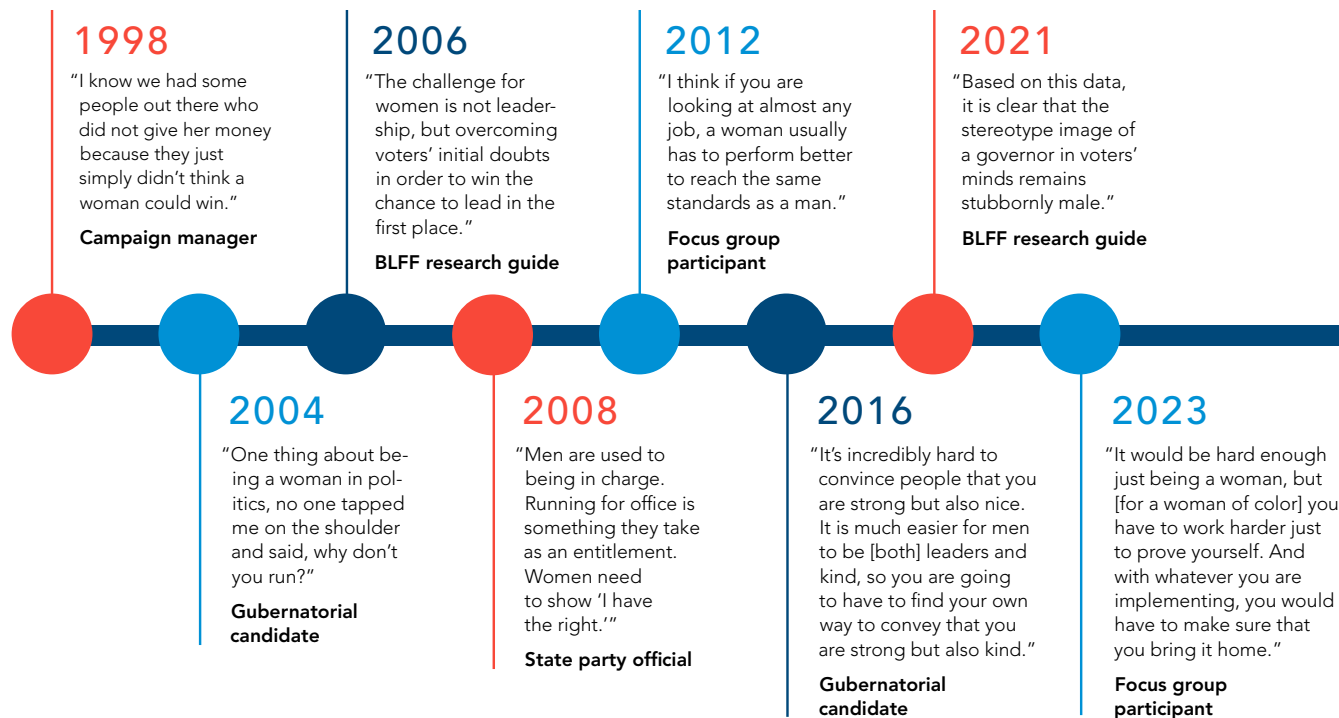 1998
“I know we had some
people out there who
did not give her money
because they just
simply didn’t think a
woman could win.”
Campaign manager
2006
“The challenge for
women is not leader-
ship, but overcoming
voters’ initial doubts
in order to win the
chance to lead in the
first place.”
BLFF research guide
2012
“I think if you are
looking at almost any
job, a woman usually
has to perform better
to reach the same
standards as a man.”
Focus group
participant
2021
“Based on this data,
it is clear that the
stereotype image of
a governor in voters’
minds remains
stubbornly male.”
BLFF research guide
2004
“One thing about be-
ing a woman in pol-
itics, no one tapped
me on the shoulder
and said, why don’t
you run?”
Gubernatorial
candidate
2008
“Men are used to
being in charge.
Running for office is
something they take
as an entitlement.
Women need
to show ‘I have
the right.’”
State party official
2016
“It’s incredibly hard to
convince people that you
are strong but also nice.
It is much easier for men
to be [both] leaders and
kind, so you are going
to have to find your own
way to convey that you
are strong but also kind.”
Gubernatorial
candidate
2023
“It would be hard enough
just being a woman, but
[for a woman of color] you
have to work harder just
to prove yourself. And
with whatever you are
implementing, you would
have to make sure that
you bring it home.”
Focus group
participant